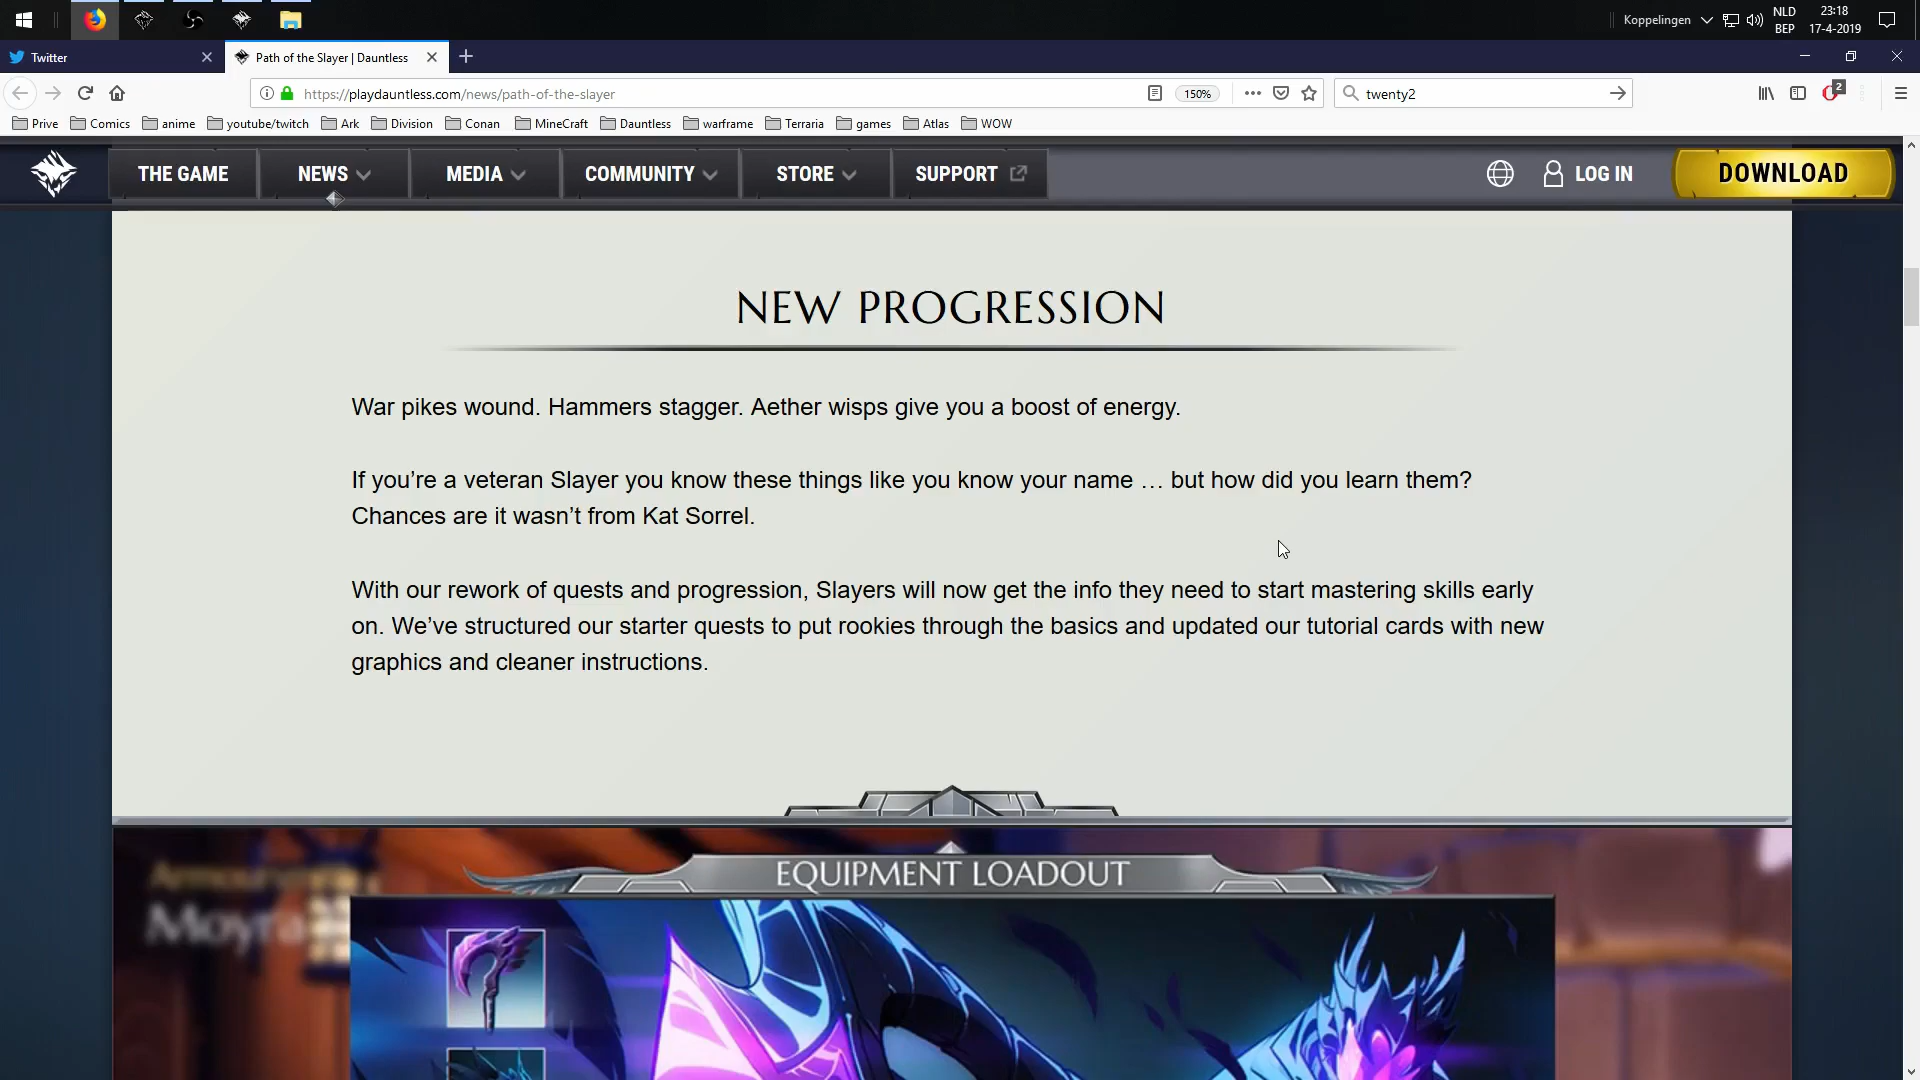 Koppelingen
NLD
BEP
23:18
17-4-2019
Twitter
Path of the Slayer | Dauntless
https://playdauntless.com/news/path-of-the-slayer
150%
twenty2
2
Prive
Comics
anime
youtube/twitch
Ark
Division
Conan
MineCraft
Dauntless
warframe
Terraria
games
Atlas
WOW
THE GAME
NEWS
MEDIA
COMMUNITY
STORE
SUPPORT
LOG IN
DOWNLOAD
NEW PROGRESSION
War pikes wound. Hammers stagger. Aether wisps give you a boost of energy.
If you’re a veteran Slayer you know these things like you know your name … but how did you learn them?
Chances are it wasn’t from Kat Sorrel.
With our rework of quests and progression, Slayers will now get the info they need to start mastering skills early
on. We’ve structured our starter quests to put rookies through the basics and updated our tutorial cards with new
graphics and cleaner instructions.
EQUIPMENT LOADOUT
Moyra